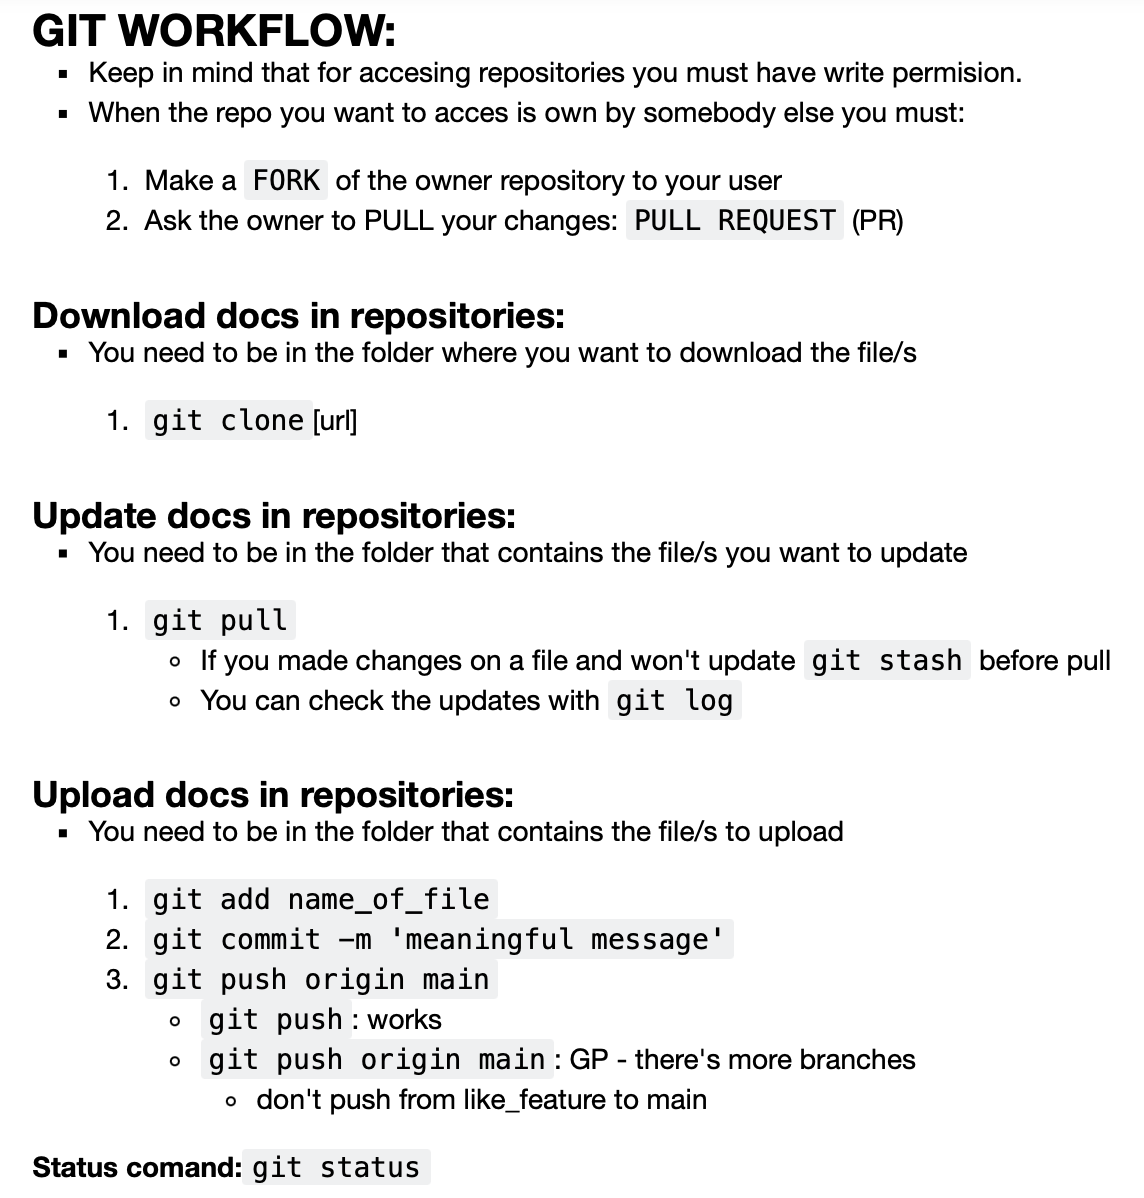 GIT WORKFLOW:
Keep in mind that for accesing repositories you must have write permision.
When the repo you want to acces is own by somebody else you must:
1. Make a FORK of the owner repository to your user
2. Ask the owner to PULL your changes: PULL REQUEST (PR)
Download docs in repositories:
You need to be in the folder where you want to download the file/s
1. git clone [url]
Update docs in repositories:
You need to be in the folder that contains the file/s you want to update
1. git pull
If you made changes on a file and won't update git stash before pull
You can check the updates with git log
Upload docs in repositories:
You need to be in the folder that contains the file/s to upload
1. git add name_of_file
2. git commit -m 'meaningful message'
3. git push origin main
git push : works
git push origin main : GP - there's more branches
don't push from like_feature to main
Status comand: git status